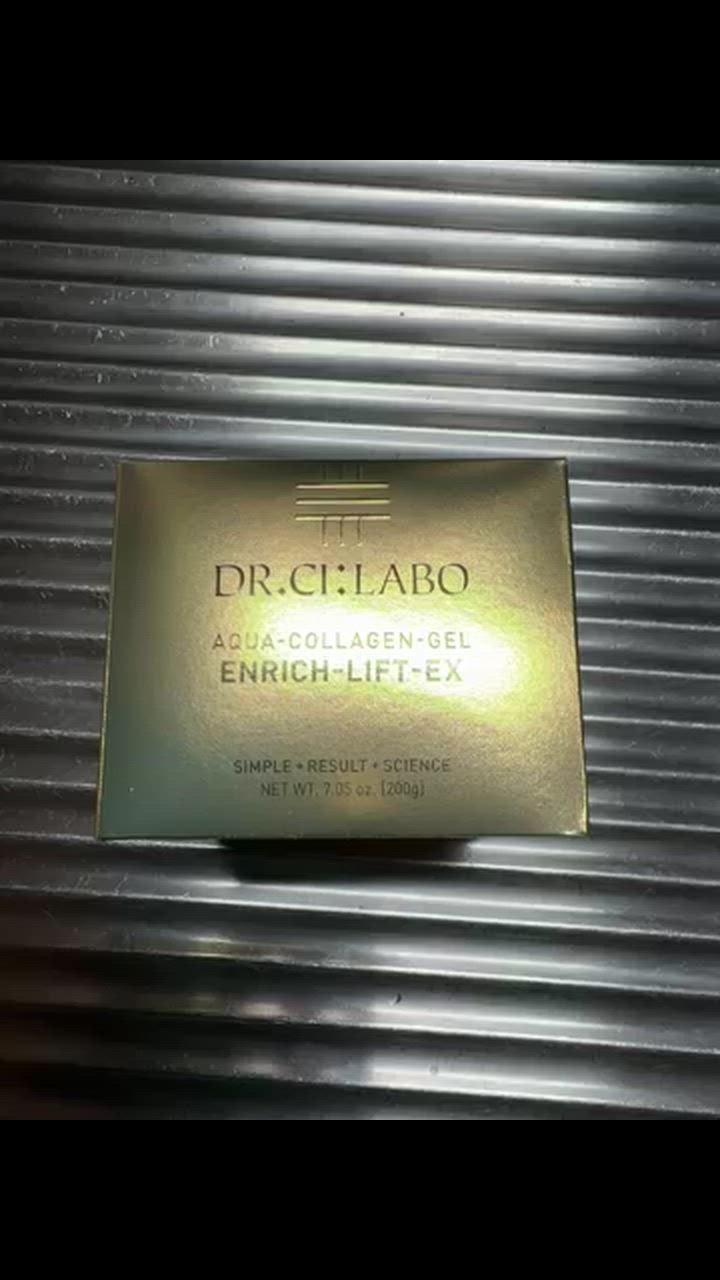 DR.CI:LABO
AQUA-COLLAGEN-GEL
ENRICH-LIFT-EX
SIMPLE + RESULT + SCIENCE
NET WT. 7.05 oz. (200g)